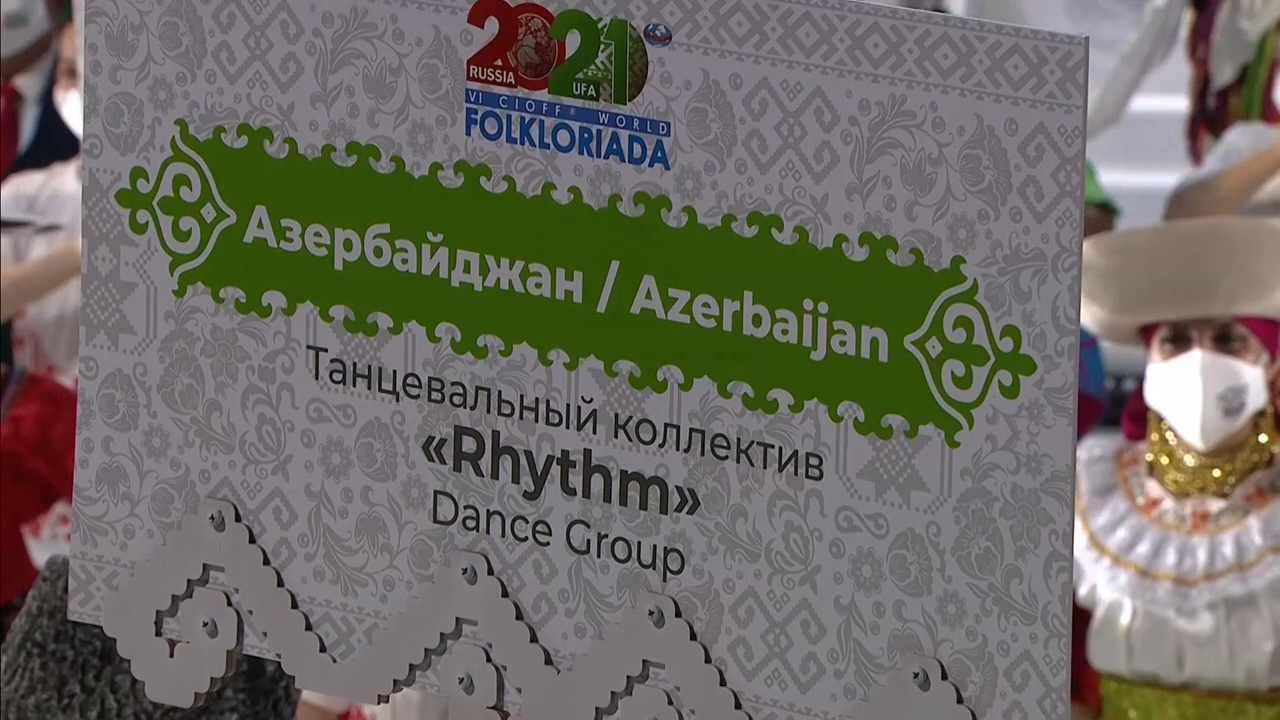 2021
RUSSIA
UFA
VI CIOFF® WORLD
FOLKLORIADA
Азербайджан / Azerbaijan
Танцевальный коллектив
«Rhythm»
Dance Group